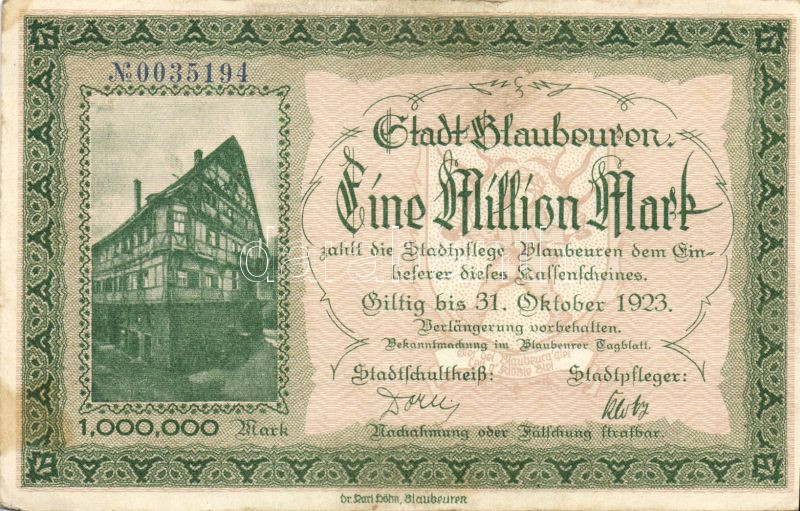 №0035194
Stadt Blaubeuren.
Eine Million Mark
zahlt die Stadtpflege Blaubeuren dem Ein-
lieferer dieses Kassenscheines.
Giltig bis 31. Oktober 1923.
Verlängerung vorbehalten.
Bekanntmachung im Blaubeurer Tagblatt.
Stadtschultheiß: Stadtpfleger:
1,000,000 Mark
Nachahmung oder Fälschung strafbar.
Dr. Karl Höhn, Blaubeuren